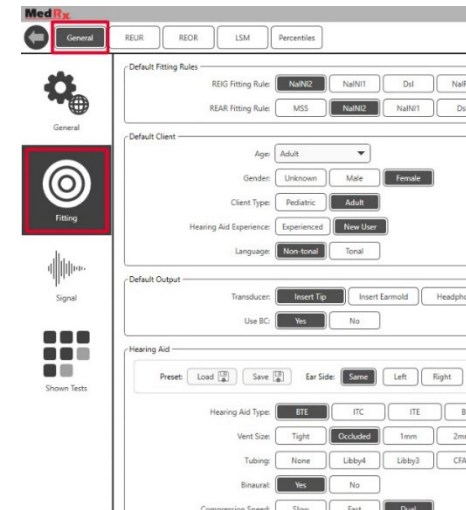 MedRx
General REUR REOR LSM Percentiles
General
Fitting
Signal
Shown Tests
Default Fitting Rules
REIG Fitting Rule: NalNl2 NalNl1 Dsl
REAR Fitting Rule: MSS NalNl2 NalNl1
Default Client
Age: Adult
Gender: Unknown Male Female
Client Type: Pediatric Adult
Hearing Aid Experience: Experienced New User
Language: Non-tonal Tonal
Default Output
Transducer: Insert Tip Insert Earmold
Use BC: Yes No
Hearing Aid
Preset: Load Save Ear Side: Same Left Right
Hearing Aid Type: BTE ITC ITE
Vent Size: Tight Occluded 1mm
Tubing: None Libby4 Libby3
Binaural: Yes No
Compression Speed: Slow Fast Dual